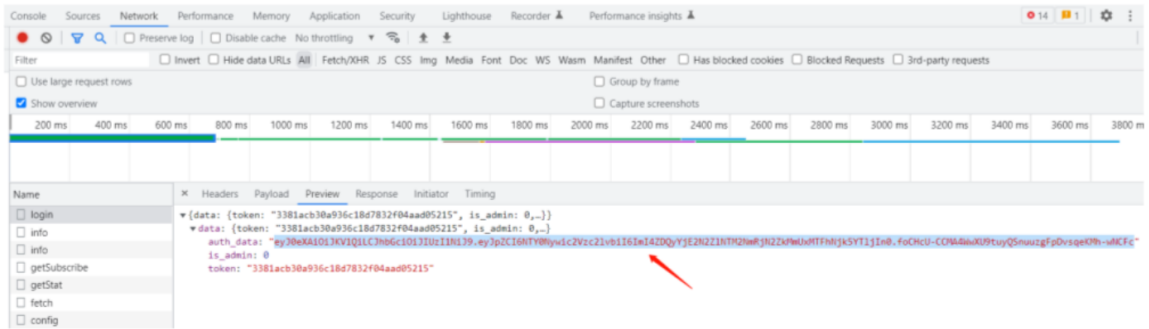 Console Sources Network Performance Memory Application Security Lighthouse Recorder Performance insights 14 1
Preserve log Disable cache No throttling
Filter Invert Hide data URLs All Fetch/XHR JS CSS Img Media Font Doc WS Wasm Manifest Other Has blocked cookies Blocked Requests 3rd-party requests
Use large request rows Group by frame
Show overview Capture screenshots
200 ms 400 ms 600 ms 800 ms 1000 ms 1200 ms 1400 ms 1600 ms 1800 ms 2000 ms 2200 ms 2400 ms 2600 ms 2800 ms 3000 ms 3200 ms 3400 ms 3600 ms 3800 m
Name × Headers Payload Preview Response Initiator Timing
login ▼{data: {token: "3381acb30a936c18d7832f04aad05215", is_admin: 0,…}}
info ▼data: {token: "3381acb30a936c18d7832f04aad05215", is_admin: 0,…}
info auth_data:
is_admin: 0
getSubscribe token: "3381acb30a936c18d7832f04aad05215"
getStat
fetch
config